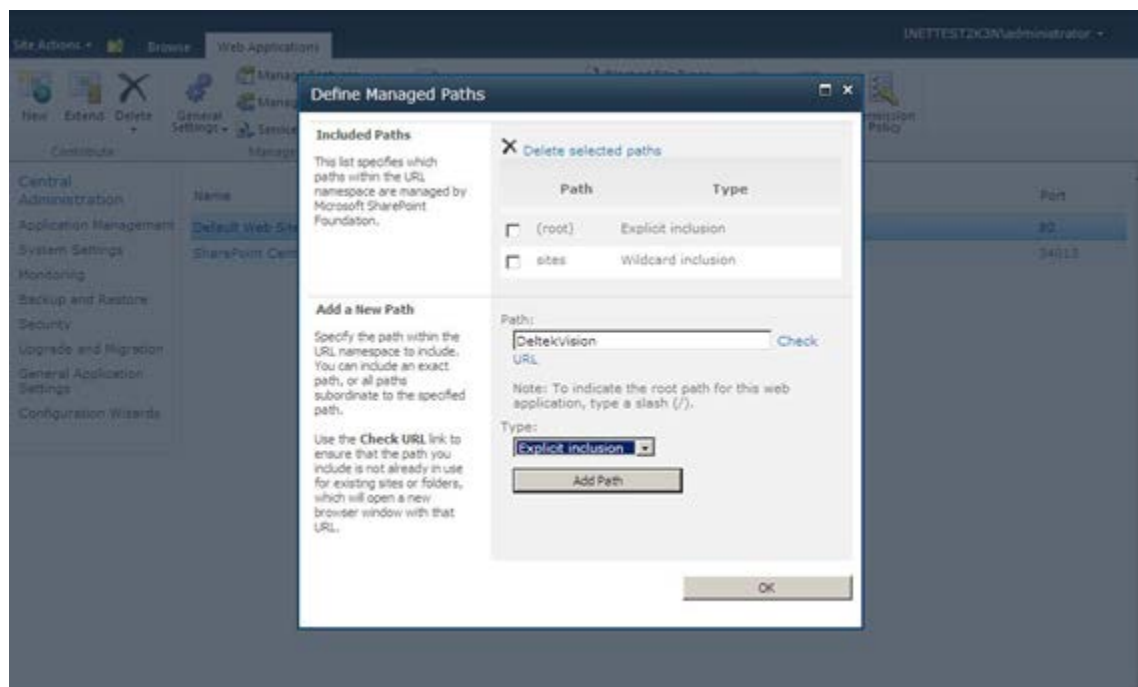 INETTEST2K3N\administrator
Site Actions
Browse
Web Applications
New
Extend
Delete
General
Settings
Manage
Service
Policy
Contribute
Manage
Define Managed Paths
Included Paths
This list specifies which
paths within the URL
namespace are managed by
Microsoft SharePoint
Foundation.
Delete selected paths
Path Type
(root) Explicit inclusion
sites Wildcard inclusion
Add a New Path
Specify the path within the
URL namespace to include.
You can include an exact
path, or all paths
subordinate to the specified
path.
Use the Check URL link to
ensure that the path you
include is not already in use
for existing sites or folders,
which will open a new
browser window with that
URL.
Path:
DeltekVision Check
URL
Note: To indicate the root path for this web
application, type a slash (/).
Type:
Explicit inclusion
Add Path
OK
Central
Administration
Application Management
System Settings
Monitoring
Backup and Restore
Security
Upgrade and Migration
General Application
Settings
Configuration Wizards
Name Port
Default Web Site 80
SharePoint Cent